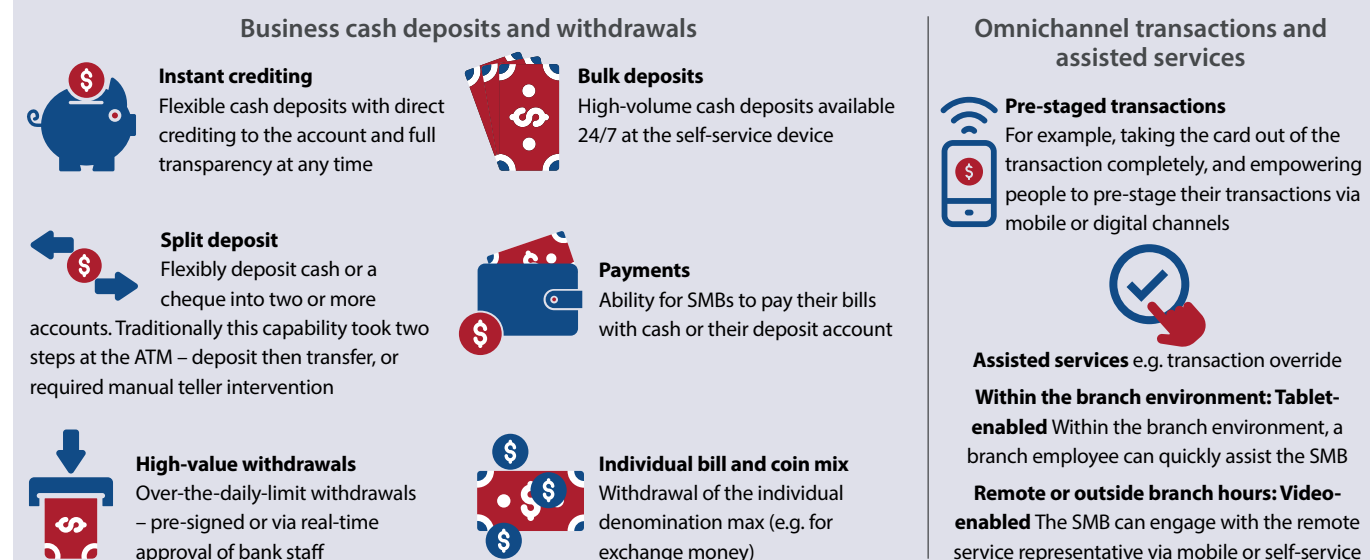 Business cash deposits and withdrawals
Instant crediting
Flexible cash deposits with direct
crediting to the account and full
transparency at any time
Bulk deposits
High-volume cash deposits available
24/7 at the self-service device
Split deposit
Flexibly deposit cash or a
cheque into two or more
accounts. Traditionally this capability took two
steps at the ATM – deposit then transfer, or
required manual teller intervention
Payments
Ability for SMBs to pay their bills
with cash or their deposit account
High-value withdrawals
Over-the-daily-limit withdrawals
– pre-signed or via real-time
approval of bank staff
Individual bill and coin mix
Withdrawal of the individual
denomination max (e.g. for
exchange money)
Omnichannel transactions and
assisted services
Pre-staged transactions
For example, taking the card out of the
transaction completely, and empowering
people to pre-stage their transactions via
mobile or digital channels
Assisted services e.g. transaction override
Within the branch environment: Tablet-
enabled Within the branch environment, a
branch employee can quickly assist the SMB
Remote or outside branch hours: Video-
enabled The SMB can engage with the remote
service representative via mobile or self-service